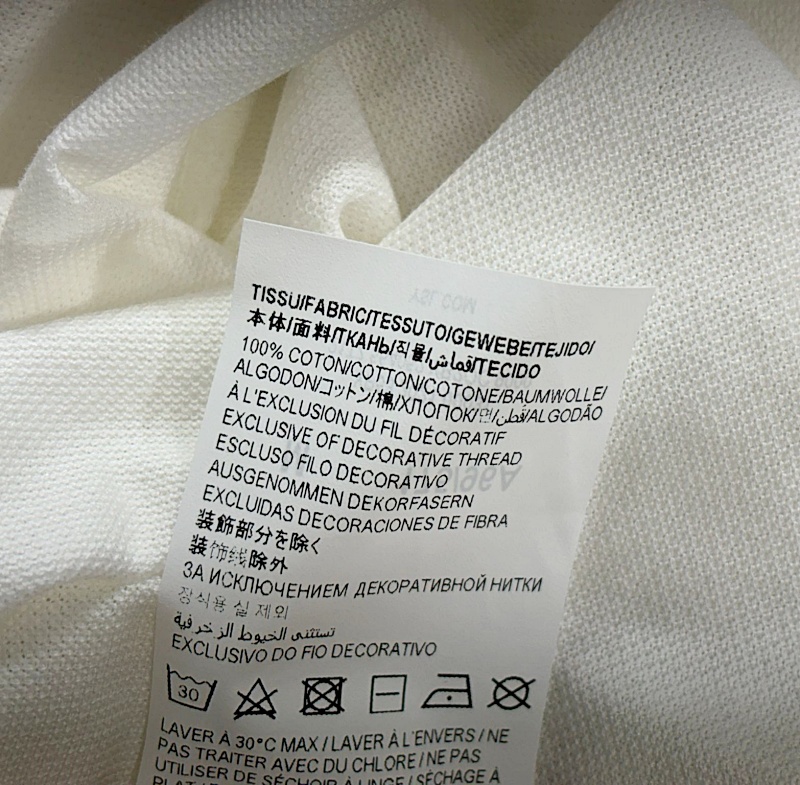 TISSU/FABRIC/TESSUTO/GEWEBE/TEJIDO/
本体/面料/ТКАНЬ/직물/قماش/TECIDO
100% COTON/COTTON/COTONE/BAUMWOLLE/
ALGODON/コットン/棉/ХЛОПОК/면/قطن/ALGODÃO
À L'EXCLUSION DU FIL DÉCORATIF
EXCLUSIVE OF DECORATIVE THREAD
ESCLUSO FILO DECORATIVO
AUSGENOMMEN DEKORFASERN
EXCLUIDAS DECORACIONES DE FIBRA
装飾部分を除く
装饰线除外
ЗА ИСКЛЮЧЕНИЕМ ДЕКОРАТИВНОЙ НИТКИ
장식용 실 제외
تستثنى الخيوط الزخرفية
EXCLUSIVO DO FIO DECORATIVO
30
LAVER À 30°C MAX / LAVER À L'ENVERS / NE
PAS TRAITER AVEC DU CHLORE / NE PAS
UTILISER DE SÉCHOIR À LINGE / SÉCHAGE À